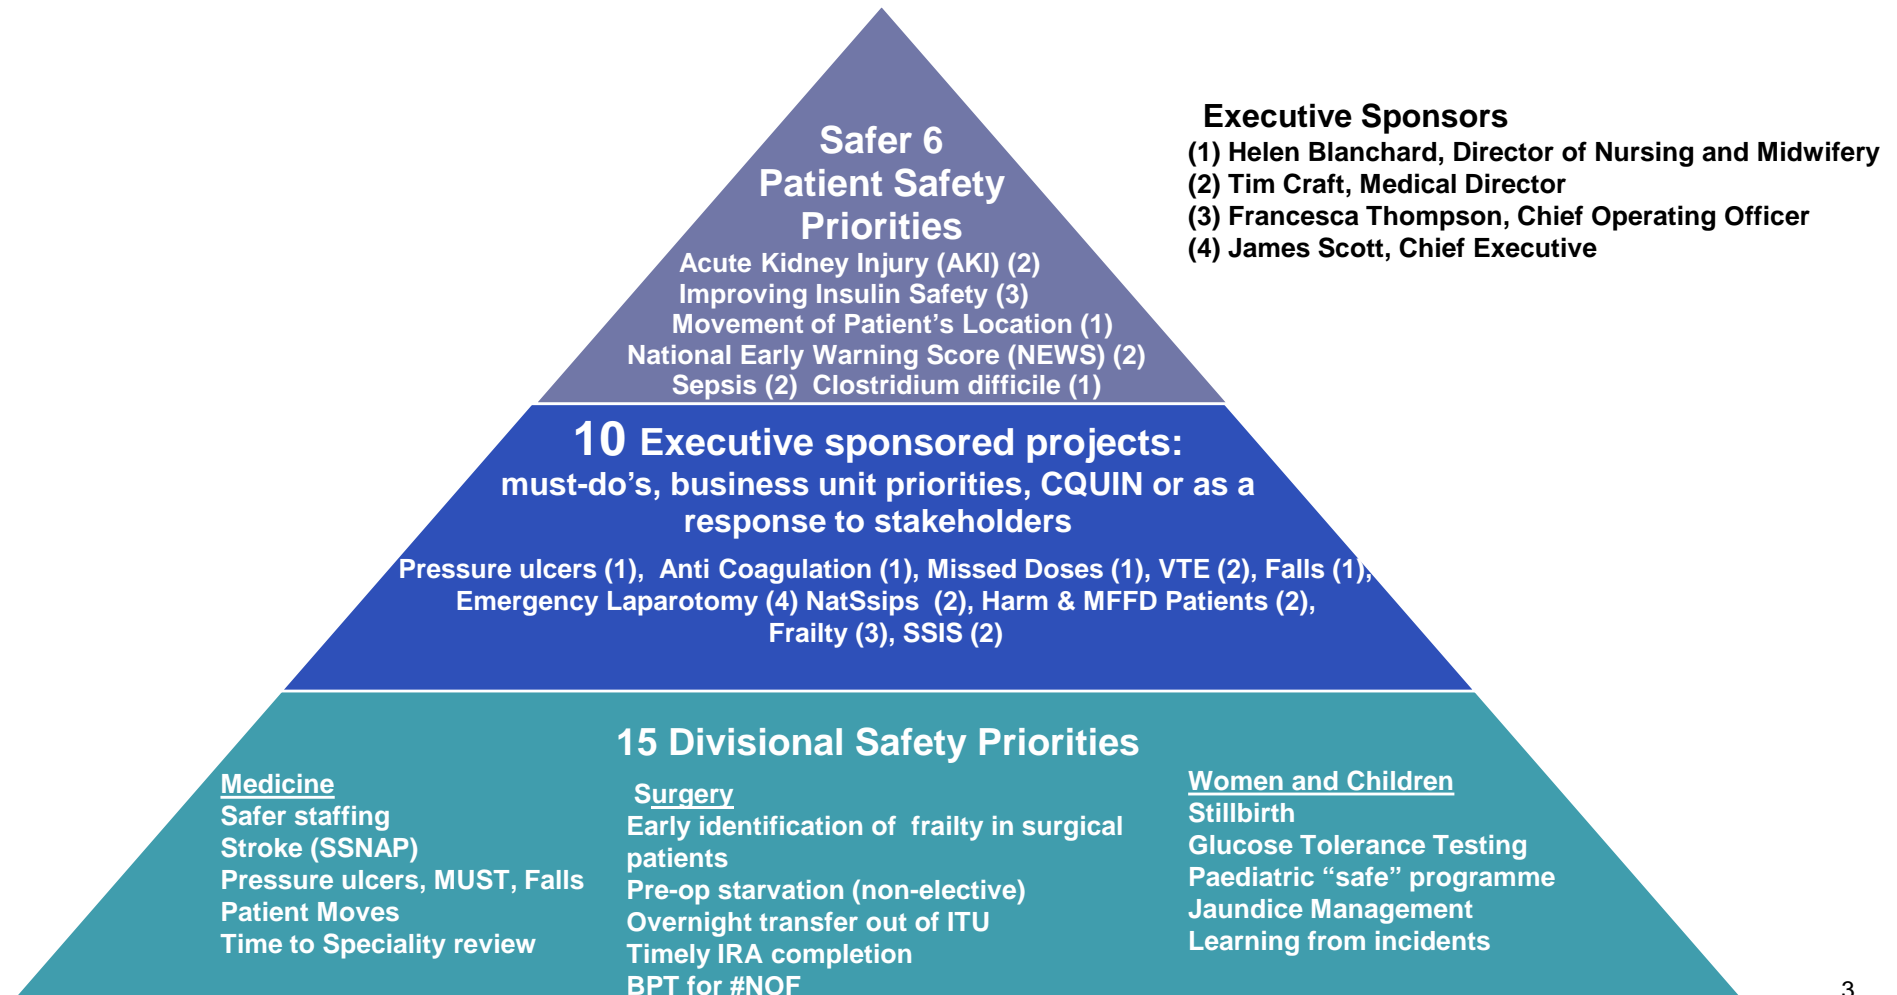 Safer 6
Patient Safety
Priorities
Acute Kidney Injury (AKI) (2)
Improving Insulin Safety (3)
Movement of Patient’s Location (1)
National Early Warning Score (NEWS) (2)
Sepsis (2)  Clostridium difficile (1)
Executive Sponsors
(1) Helen Blanchard, Director of Nursing and Midwifery
(2) Tim Craft, Medical Director
(3) Francesca Thompson, Chief Operating Officer
(4) James Scott, Chief Executive
10 Executive sponsored projects:
must-do’s, business unit priorities, CQUIN or as a
response to stakeholders
Pressure ulcers (1),  Anti Coagulation (1), Missed Doses (1), VTE (2), Falls (1),
Emergency Laparotomy (4) NatSsips  (2), Harm & MFFD Patients (2),
Frailty (3), SSIS (2)
15 Divisional Safety Priorities
Medicine
Safer staffing
Stroke (SSNAP)
Pressure ulcers, MUST, Falls
Patient Moves
Time to Speciality review
Surgery
Early identification of  frailty in surgical
patients
Pre-op starvation (non-elective)
Overnight transfer out of ITU
Timely IRA completion
BPT for #NOF
Women and Children
Stillbirth
Glucose Tolerance Testing
Paediatric “safe” programme
Jaundice Management
Learning from incidents
3